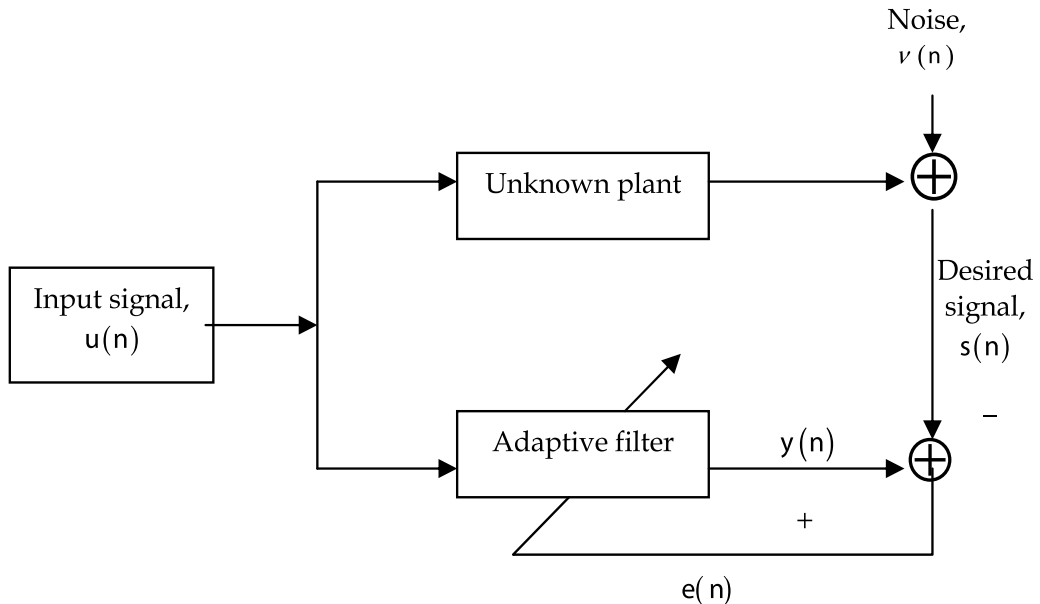 Noise,
ν (n)
Unknown plant
Input signal,
u(n)
Desired
signal,
s(n)
−
Adaptive filter
y(n)
+
e( n)